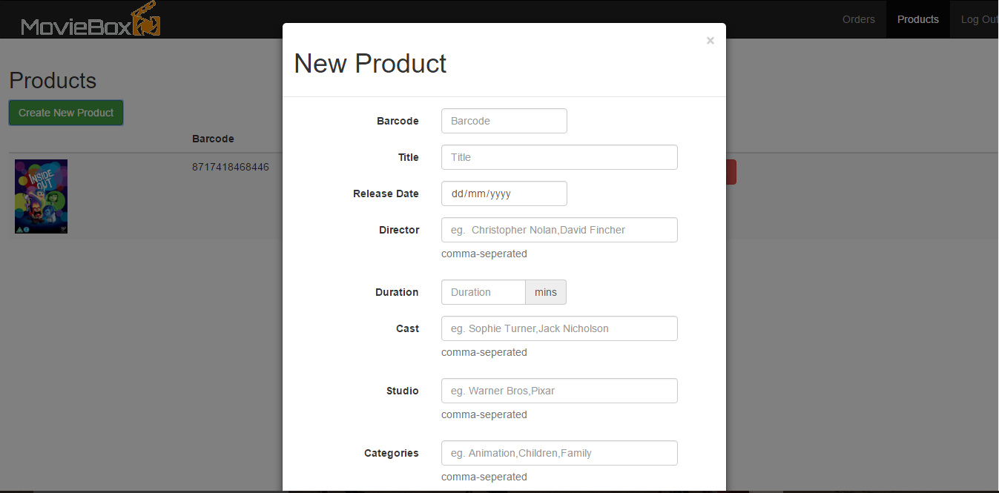 MovieBox
Orders
Products
Log Out
Products
Create New Product
Barcode
8717418468446
INSIDE
OUT
×
New Product
Barcode
Barcode
Title
Title
Release Date
dd/mm/yyyy
Director
eg. Christopher Nolan,David Fincher
comma-seperated
Duration
Duration
mins
Cast
eg. Sophie Turner,Jack Nicholson
comma-seperated
Studio
eg. Warner Bros,Pixar
comma-seperated
Categories
eg. Animation,Children,Family
comma-seperated